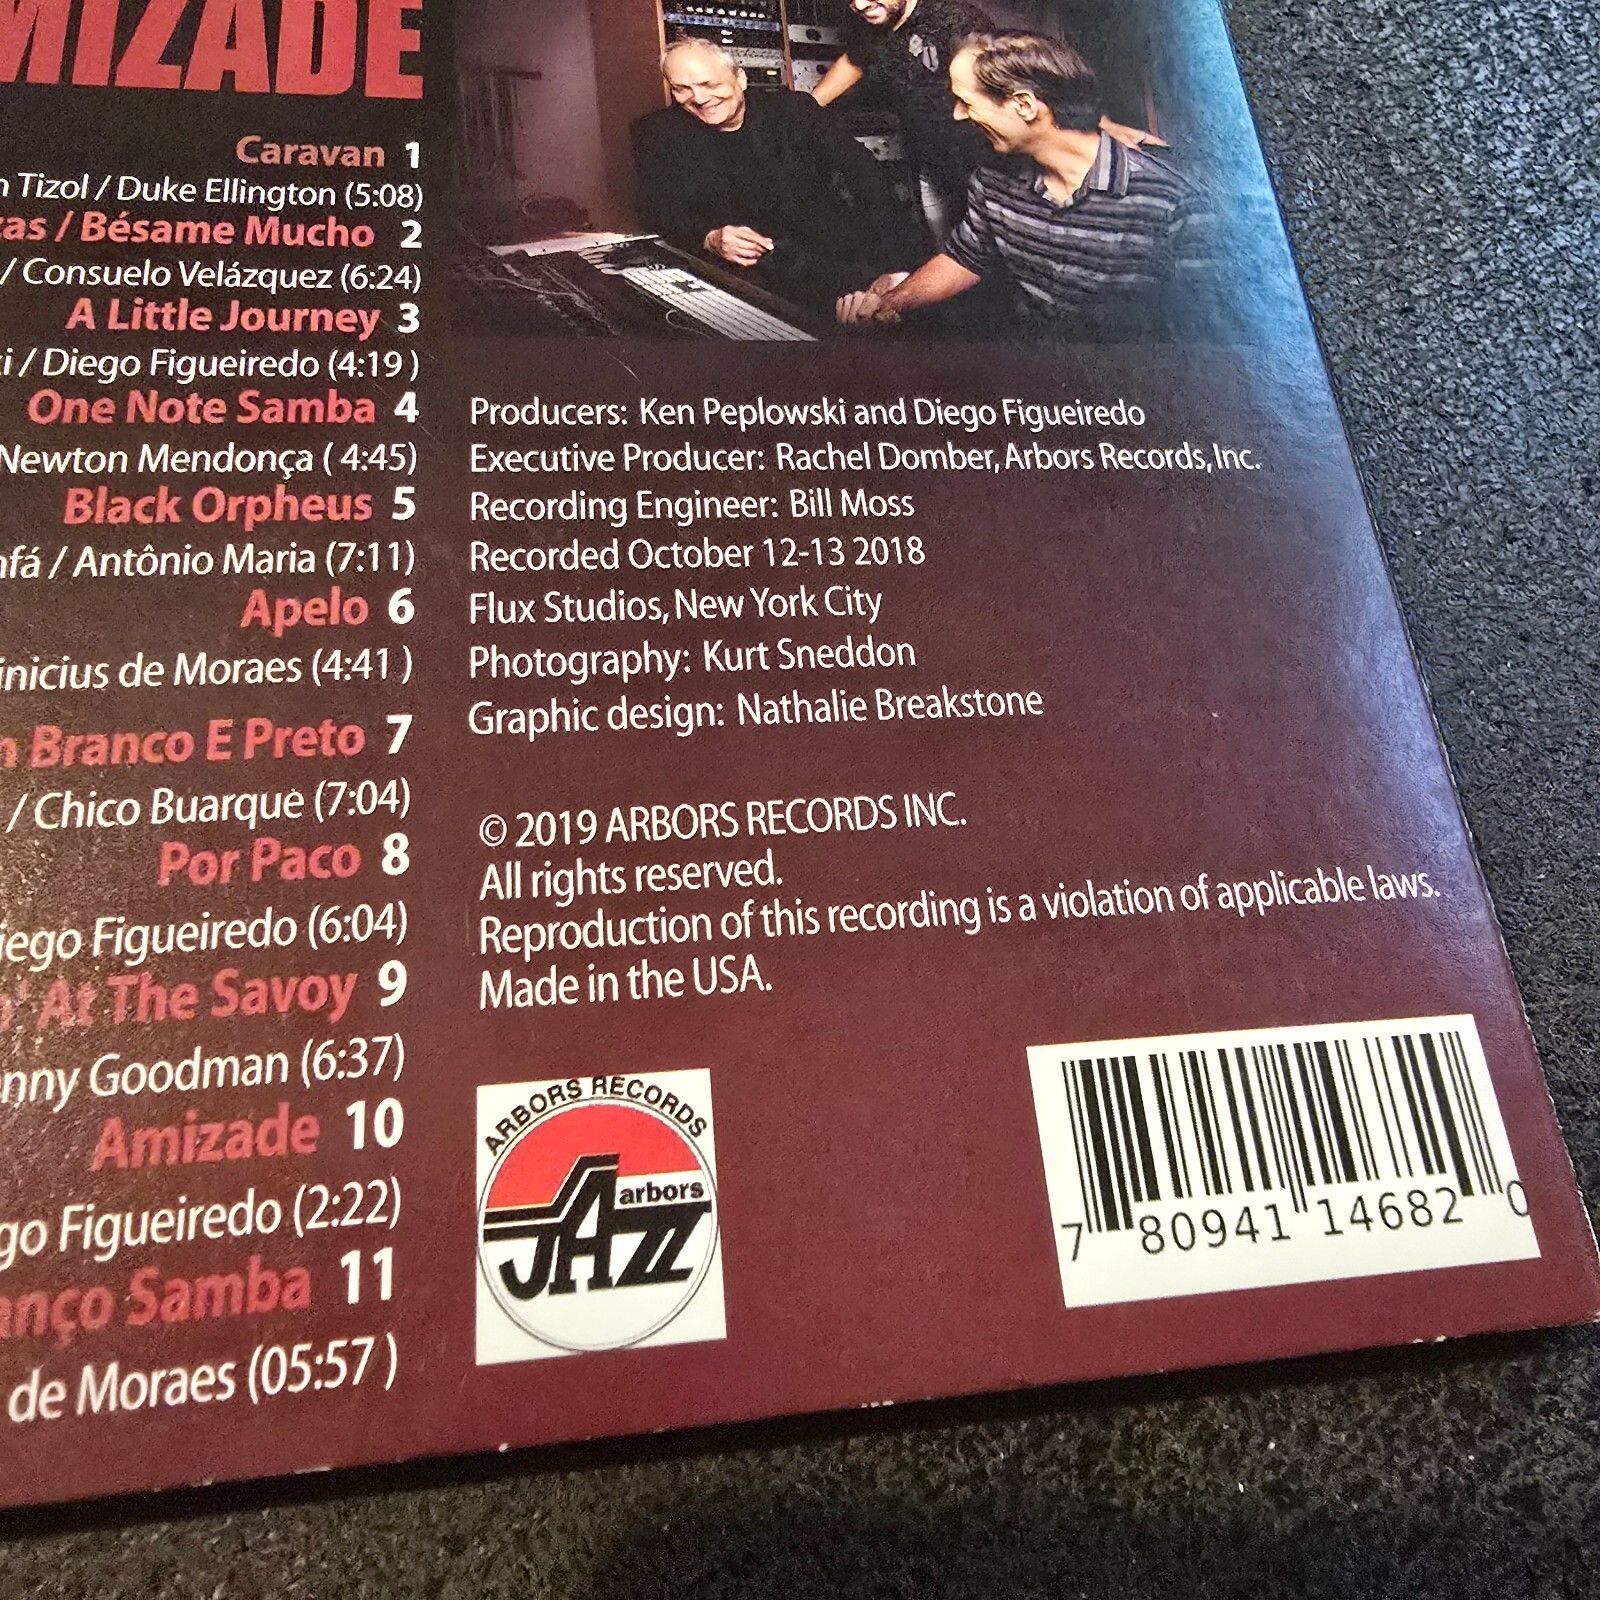 MIZADE
Caravan 1
Tizol / Duke Ellington (5:08)
/ Bésame Mucho 2
/ Consuelo Velázquez (6:24)
A Little Journey 3
/ Diego Figueiredo (4:19 )
One Note Samba 4
Newton Mendonça ( 4:45)
Black Orpheus 5
nfá / Antônio Maria (7:11)
Apelo 6
inicius de Moraes (4:41 )
Branco E Preto 7
/ Chico Buarque (7:04)
Por Paco 8
iego Figueiredo (6:04)
At The Savoy 9
nny Goodman (6:37)
Amizade 10
go Figueiredo (2:22)
anço Samba 11
de Moraes (05:57 )
Producers: Ken Peplowski and Diego Figueiredo
Executive Producer: Rachel Domber, Arbors Records, Inc.
Recording Engineer: Bill Moss
Recorded October 12-13 2018
Flux Studios, New York City
Photography: Kurt Sneddon
Graphic design: Nathalie Breakstone
© 2019 ARBORS RECORDS INC.
All rights reserved.
Reproduction of this recording is a violation of applicable laws.
Made in the USA.
ARBORS RECORDS
arbors
JAZZ
7 80941 14682 0